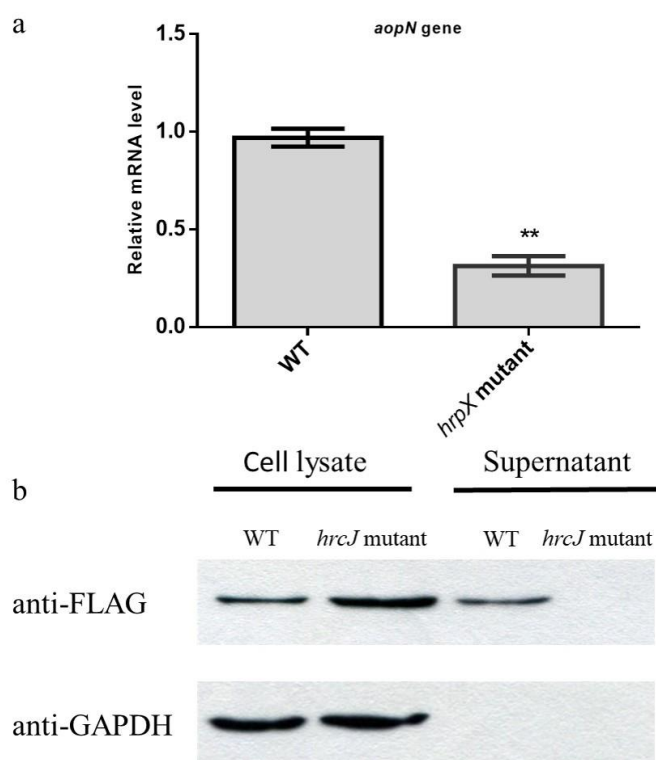 a
aopN gene
Relative mRNA level
1.5
1.0
0.5
0.0
**
WT
hrpX mutant
b
Cell lysate Supernatant
WT hrcJ mutant WT hrcJ mutant
anti-FLAG
anti-GAPDH